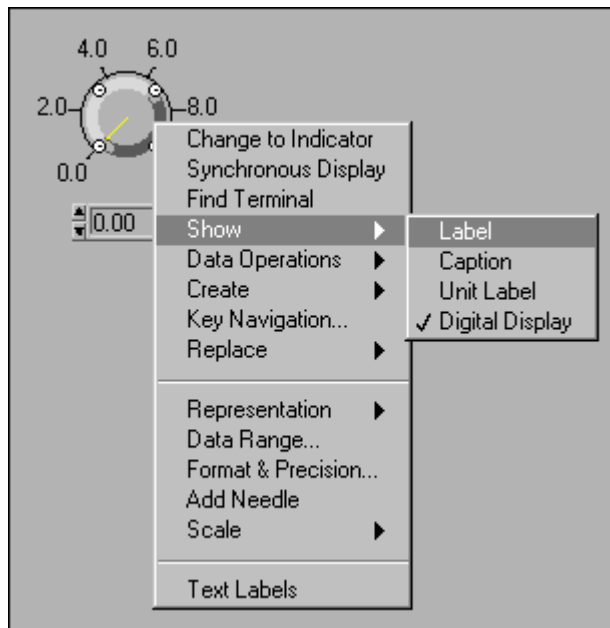 4.0 6.0
2.0 8.0
0.0
0.00
Change to Indicator
Synchronous Display
Find Terminal
Show
Data Operations
Create
Key Navigation...
Replace
Representation
Data Range...
Format & Precision...
Add Needle
Scale
Text Labels
Label
Caption
Unit Label
Digital Display